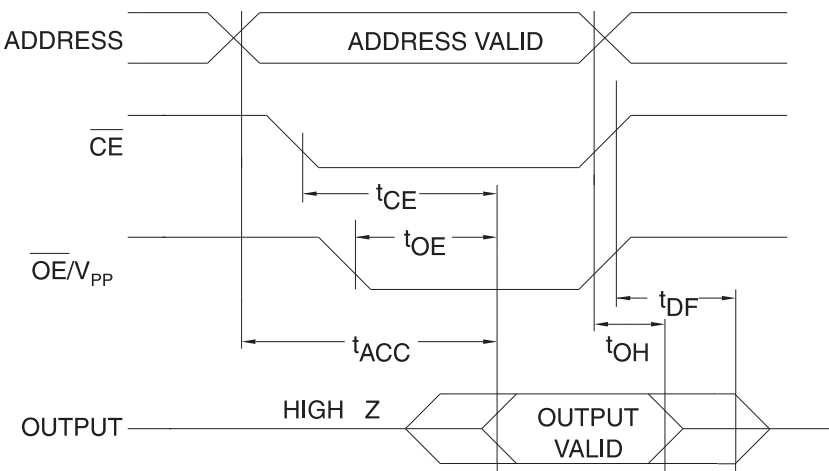 ADDRESS
ADDRESS VALID
CE
tCE
tOE
OE/VPP
tDF
tACC
tOH
HIGH Z
OUTPUT
OUTPUT
VALID